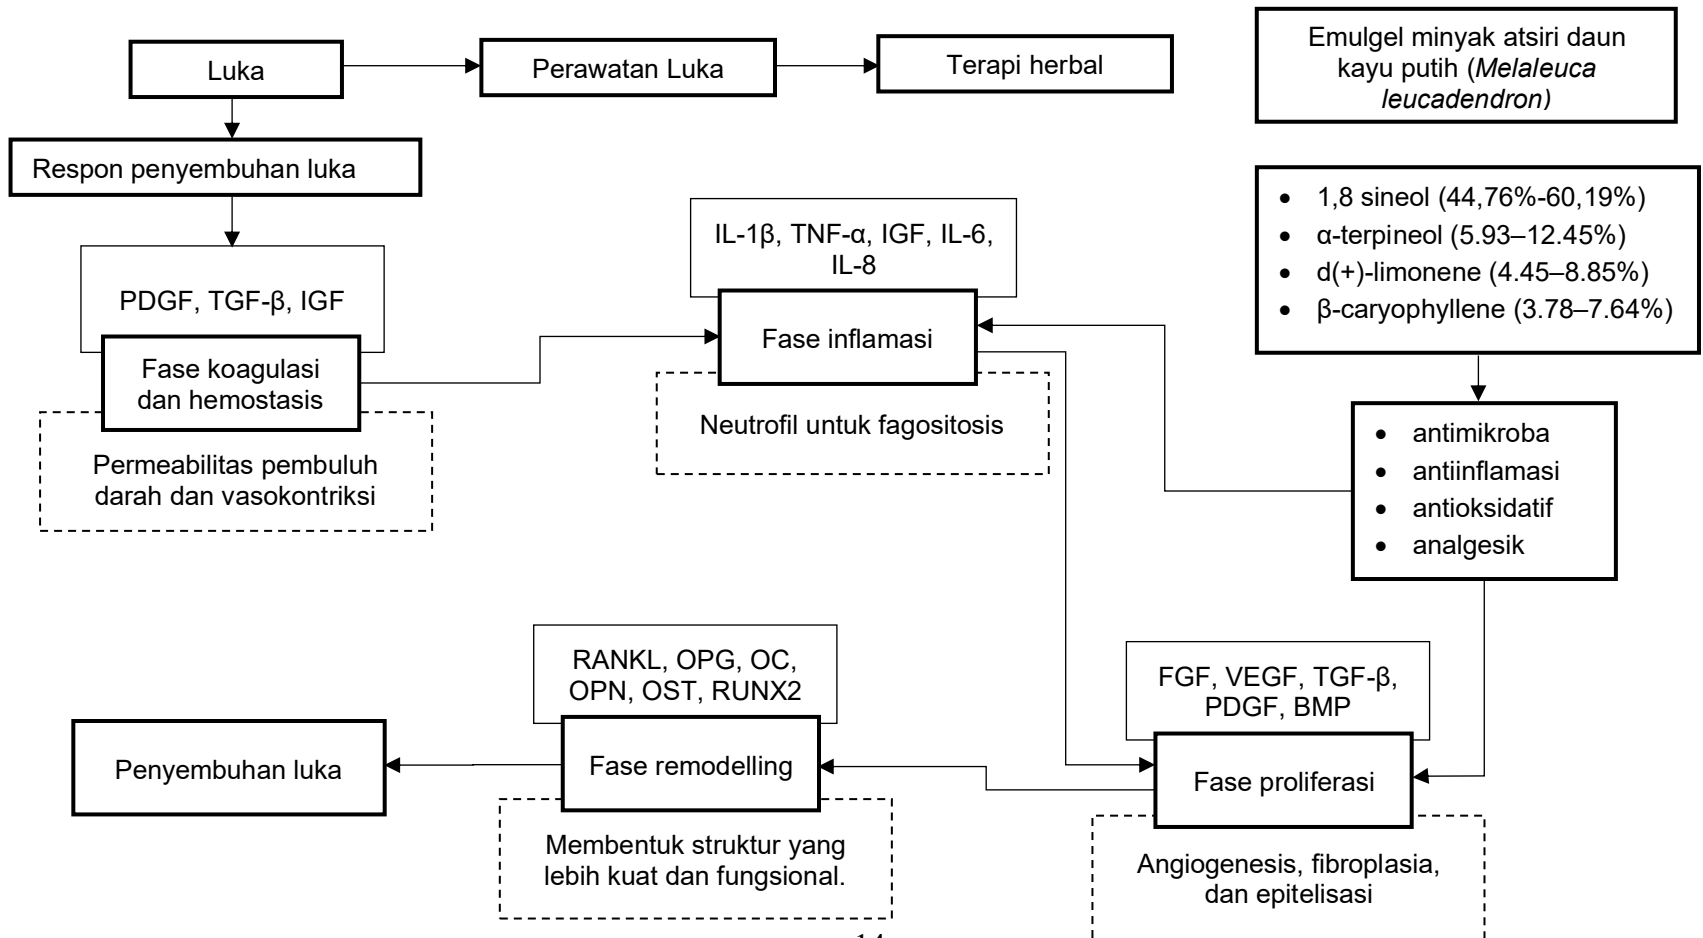 Luka
Perawatan Luka
Terapi herbal
Emulgel minyak atsiri daun
kayu putih (Melaleuca
leucadendron)
Respon penyembuhan luka
• 1,8 sineol (44,76%-60,19%)
• α-terpineol (5.93–12.45%)
• d(+)-limonene (4.45–8.85%)
• β-caryophyllene (3.78–7.64%)
PDGF, TGF-β, IGF
Fase koagulasi
dan hemostasis
Permeabilitas pembuluh
darah dan vasokontriksi
IL-1β, TNF-α, IGF, IL-6,
IL-8
Fase inflamasi
Neutrofil untuk fagositosis
• antimikroba
• antiinflamasi
• antioksidatif
• analgesik
FGF, VEGF, TGF-β,
PDGF, BMP
Fase proliferasi
Angiogenesis, fibroplasia,
dan epitelisasi
RANKL, OPG, OC,
OPN, OST, RUNX2
Fase remodelling
Membentuk struktur yang
lebih kuat dan fungsional.
Penyembuhan luka